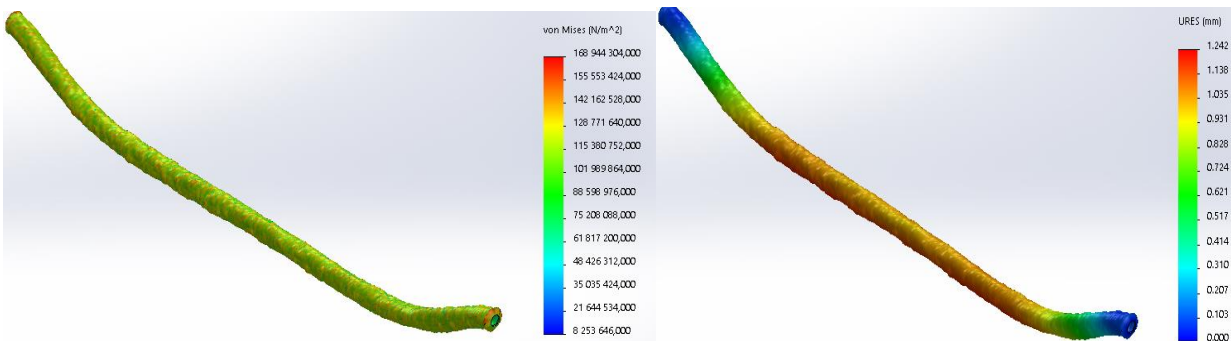 von Mises (N/m^2)
168 944 304,000
155 553 424,000
142 162 528,000
128 771 640,000
115 380 752,000
101 989 864,000
88 598 976,000
75 208 088,000
61 817 200,000
48 426 312,000
35 035 424,000
21 644 534,000
8 253 646,000
URES (mm)
1.242
1.138
1.035
0.931
0.828
0.724
0.621
0.517
0.414
0.310
0.207
0.103
0.000